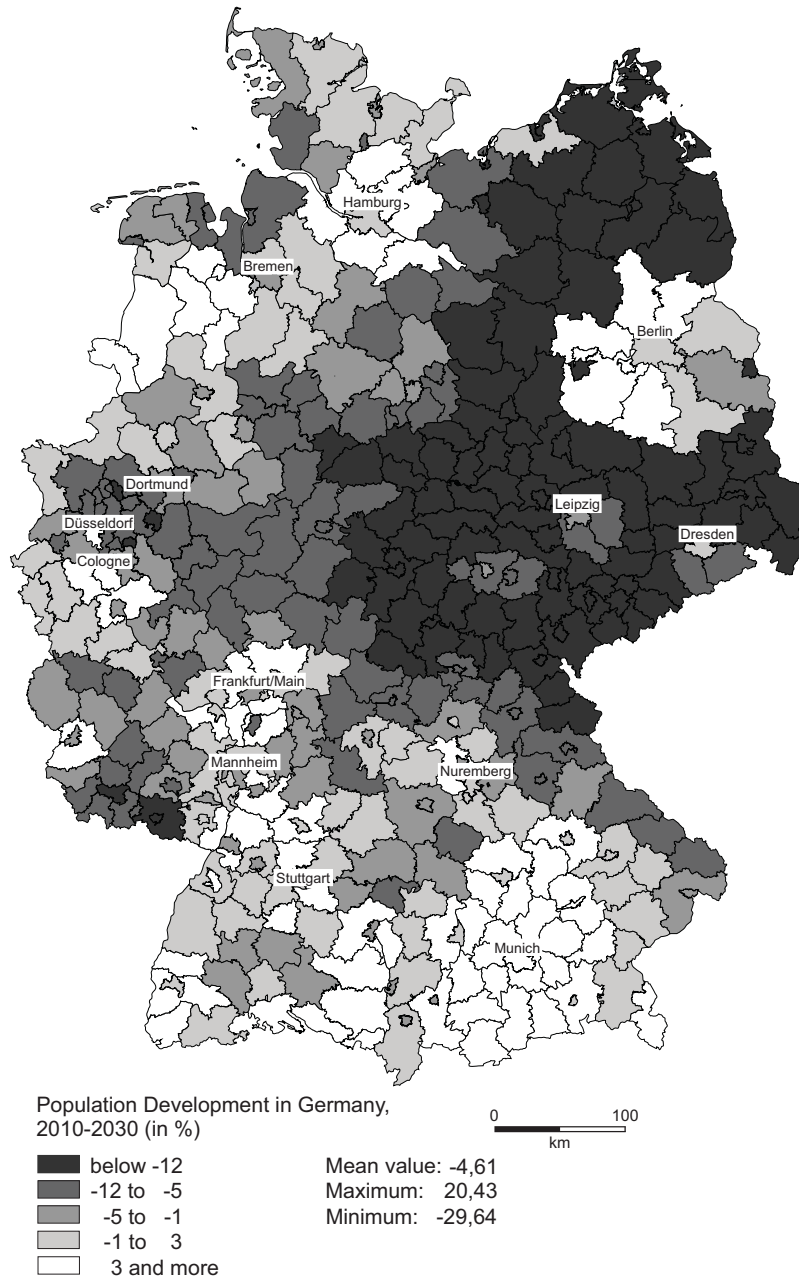 Hamburg
Bremen
Berlin
Dortmund
Leipzig
Düsseldorf
Dresden
Cologne
Frankfurt/Main
Mannheim
Nuremberg
Stuttgart
Munich
Population Development in Germany,
2010-2030 (in %)
0 100
km
below -12
-12 to -5
-5 to -1
-1 to 3
3 and more
Mean value: -4,61
Maximum: 20,43
Minimum: -29,64